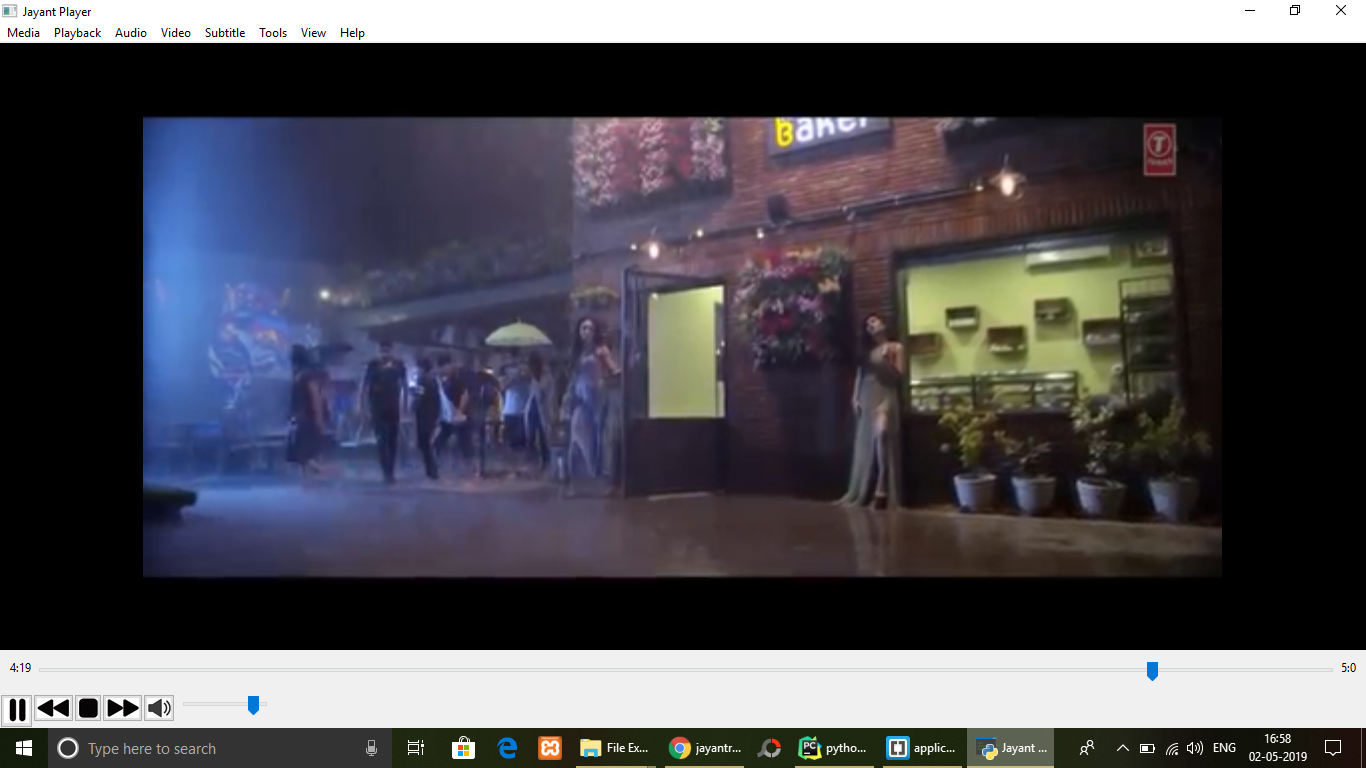 Jayant Player
Media Playback Audio Video Subtitle Tools View Help
Baker
T
4:19
5:0
Type here to search
File Ex...
jayantr...
PC
pytho...
applic...
Jayant ...
ENG
16:58
02-05-2019